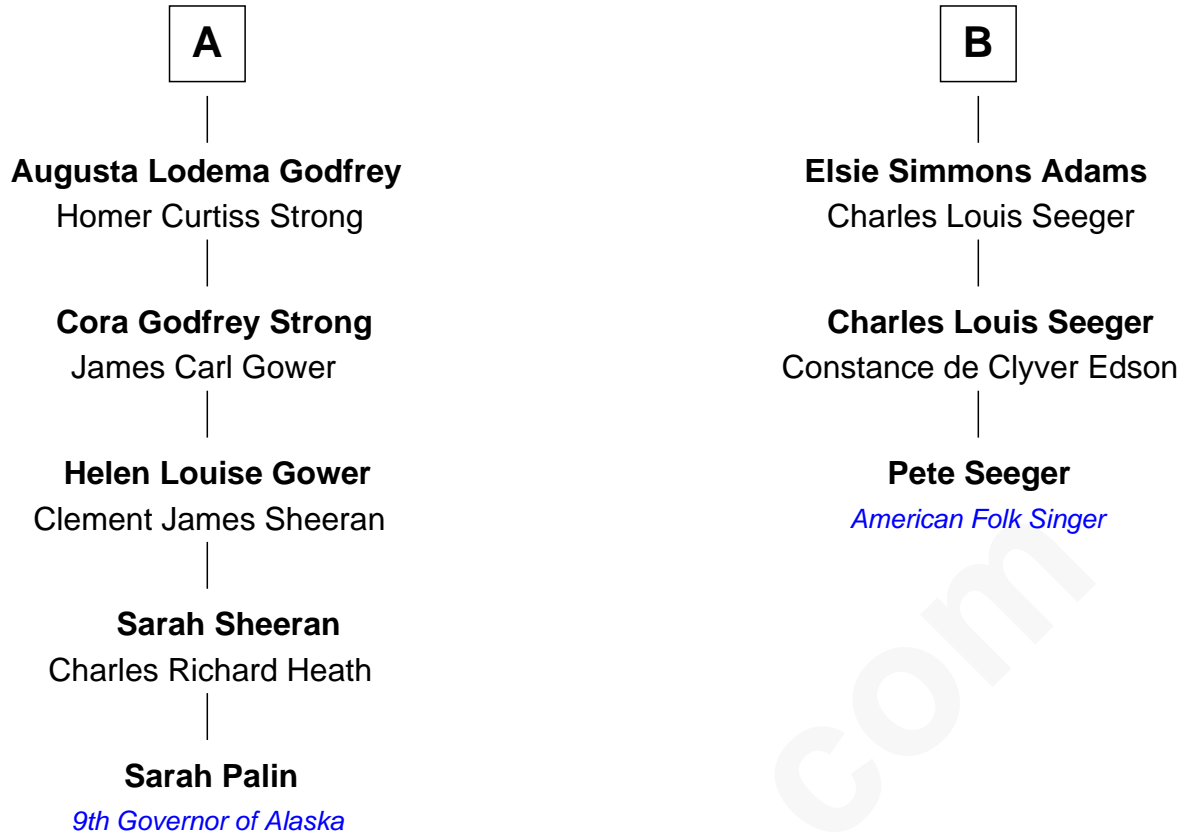 A
Augusta Lodema Godfrey
Homer Curtiss Strong
Cora Godfrey Strong
James Carl Gower
Helen Louise Gower
Clement James Sheeran
Sarah Sheeran
Charles Richard Heath
Sarah Palin
9th Governor of Alaska
B
Elsie Simmons Adams
Charles Louis Seeger
Charles Louis Seeger
Constance de Clyver Edson
Pete Seeger
American Folk Singer
com